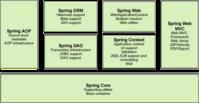 Spring AOP
Source-level
metadata
AOP infrastructure
Spring ORM
Hibernate support
iBatis support
JDO support
Spring DAO
Transaction infrastructure
JDBC support
DAO support
Spring Web
WebApplicationContext
Multipart resolver
Web utilities
Spring Context
Application context
UI support
Validation
JNDI, EJB support and
remodelling
Mail
Spring Web
MVC
Web MVC
Framework
Web Views
JSP/Velocity
PDF/Export
Spring Core
Supporting utilities
Bean container